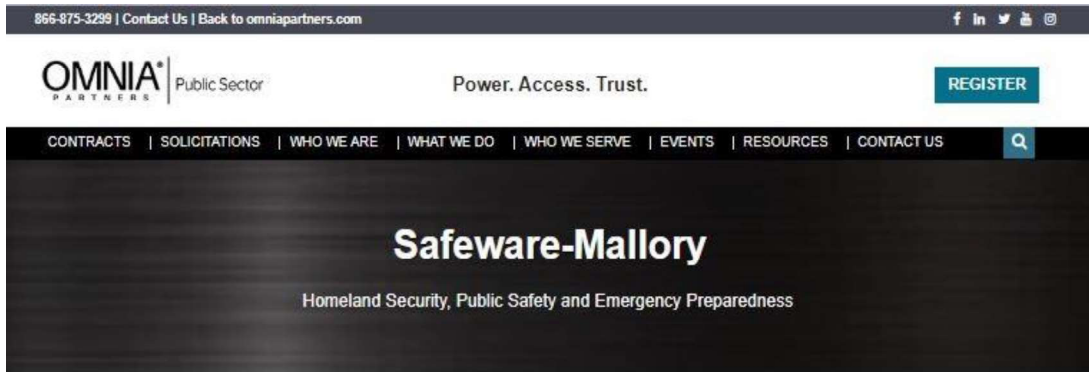 866-875-3299 | Contact Us | Back to omniapartners.com
OMNIA® | Public Sector
PARTNERS
Power. Access. Trust.
REGISTER
CONTRACTS | SOLICITATIONS | WHO WE ARE | WHAT WE DO | WHO WE SERVE | EVENTS | RESOURCES | CONTACT US
Safeware-Mallory
Homeland Security, Public Safety and Emergency Preparedness